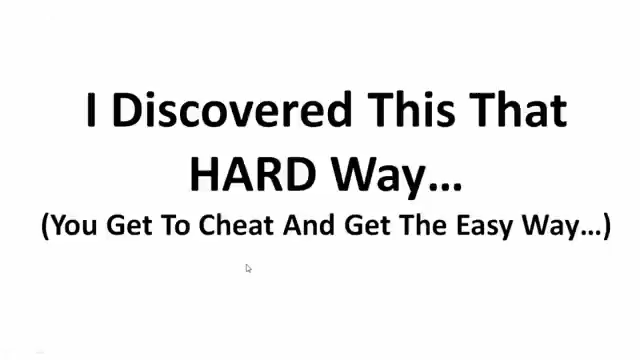 I Discovered This That
HARD Way...
(You Get To Cheat And Get The Easy Way...)